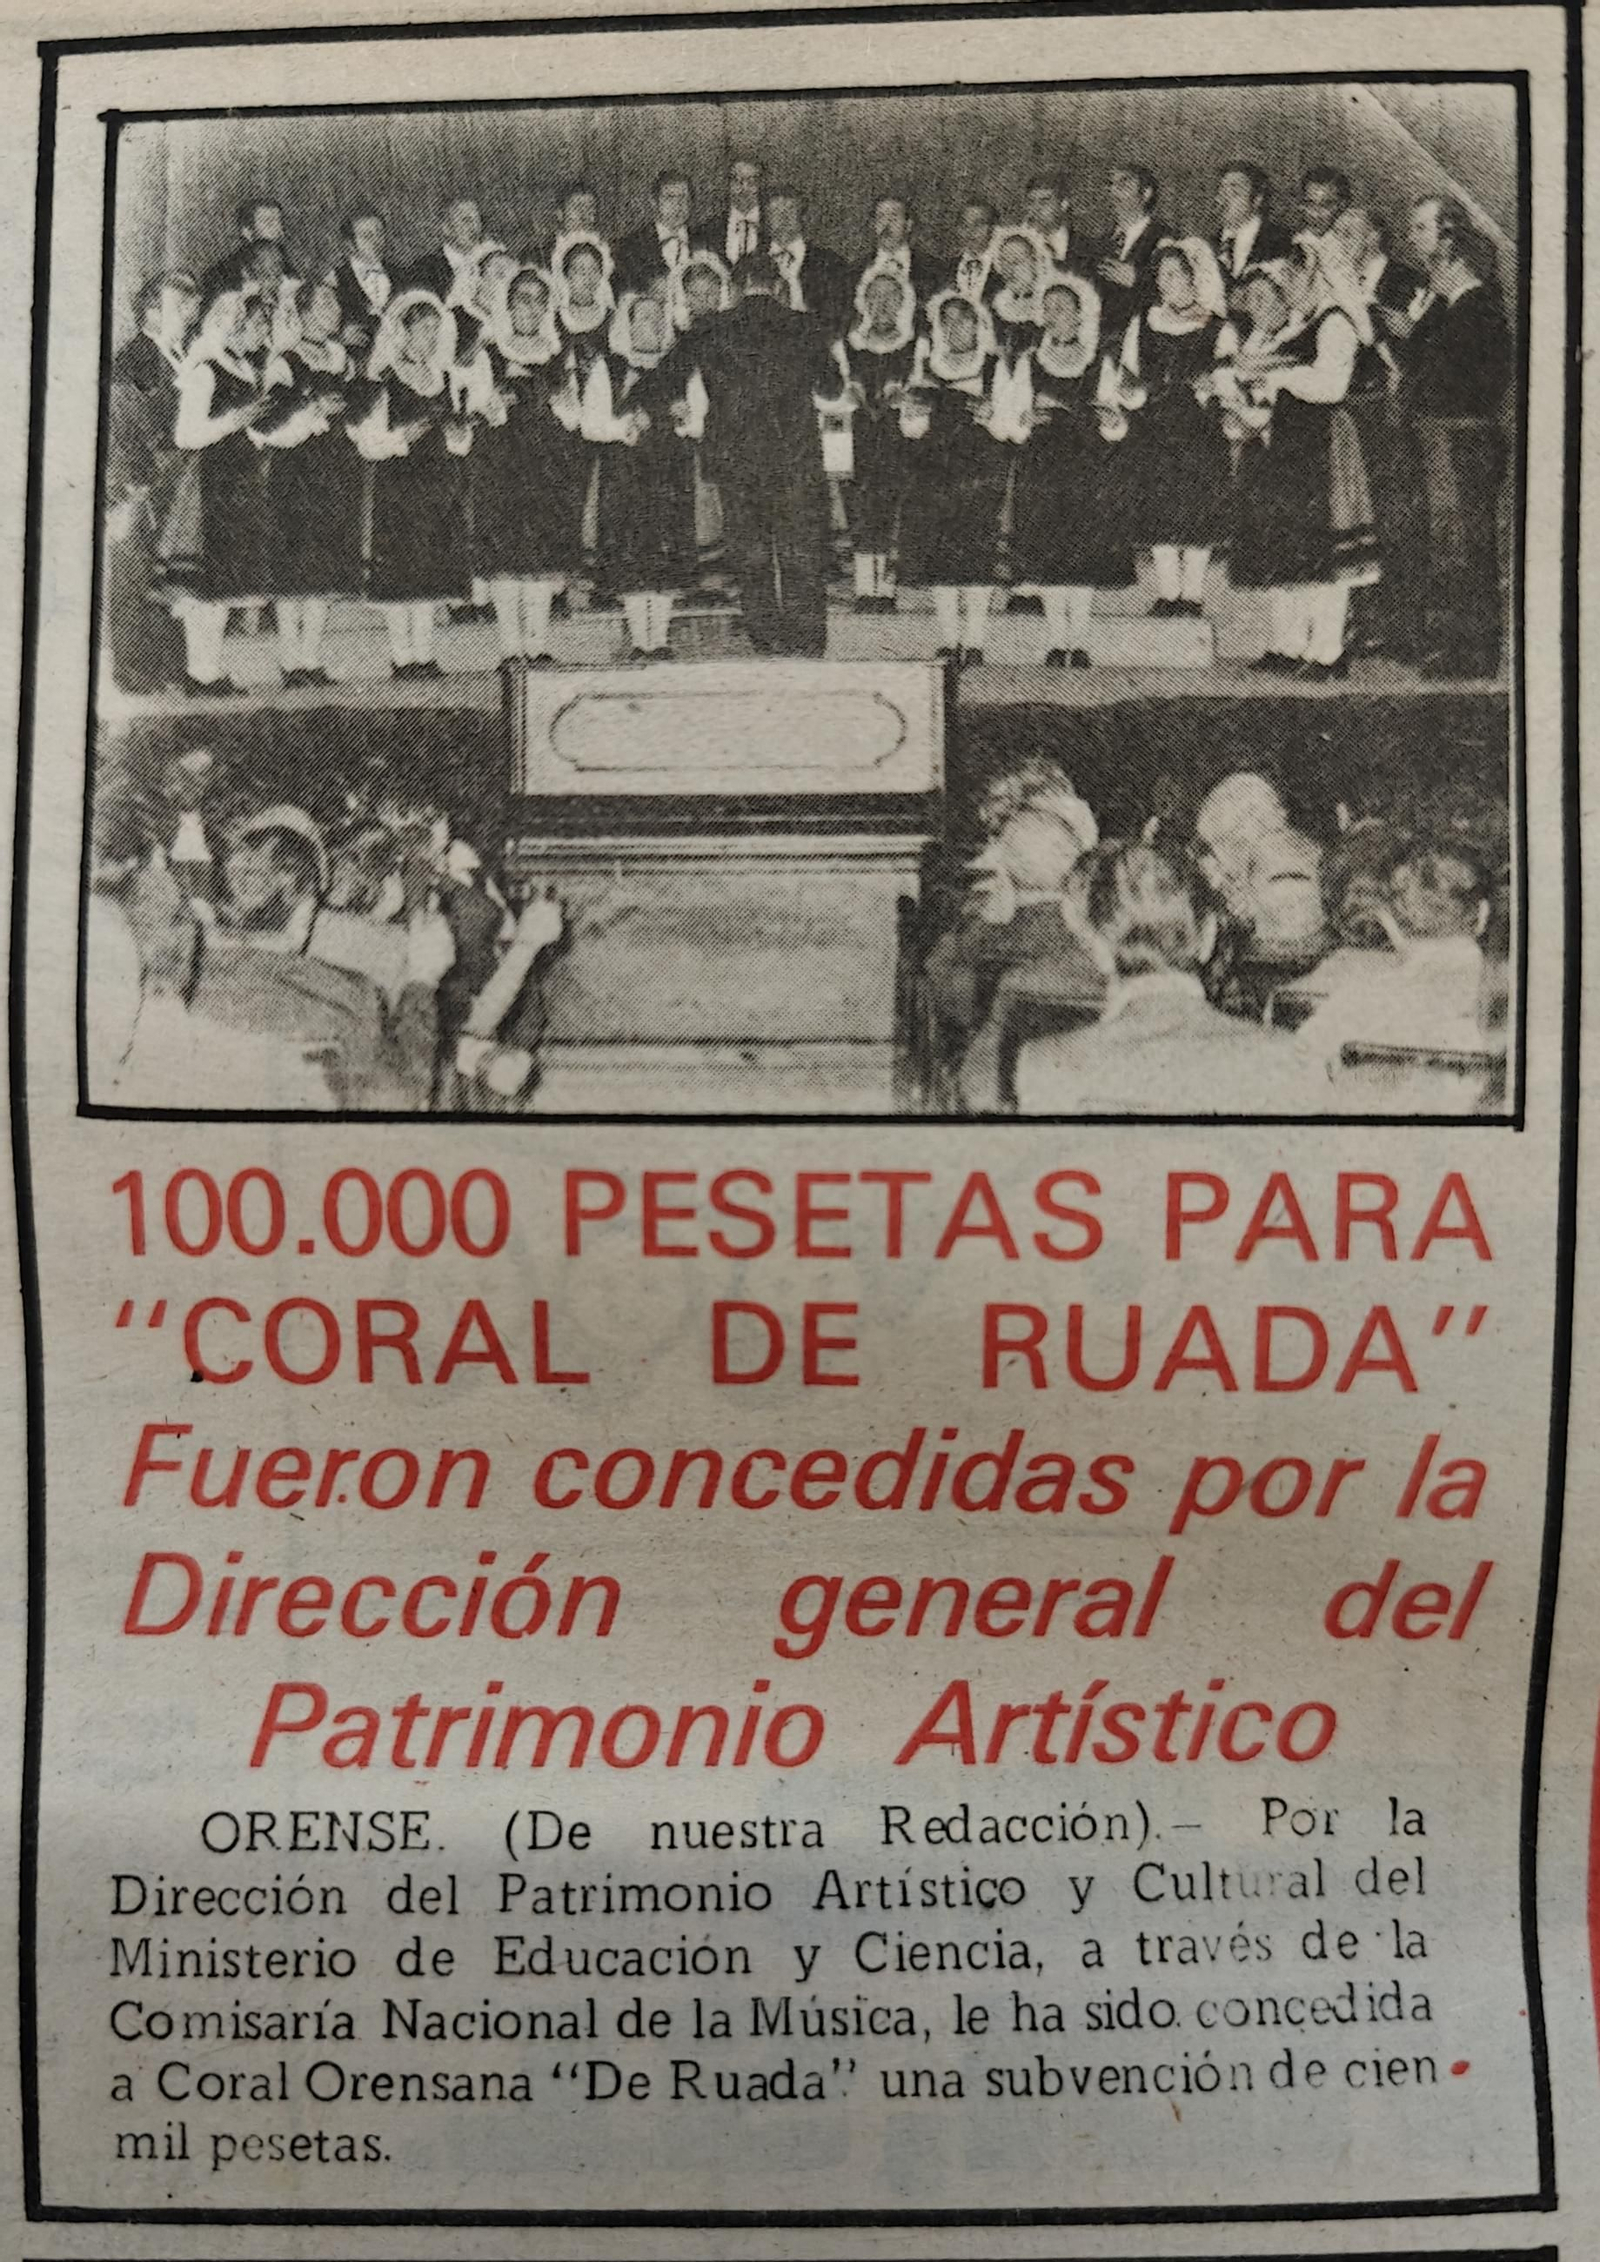 100.000 PESETAS PARA
"CORAL DE RUADA"
Fueron concedidas por la
Dirección general del
Patrimonio Artístico
ORENSE. (De nuestra Redacción).— Por la
Dirección del Patrimonio Artístico y Cultural del
Ministerio de Educación y Ciencia, a través de la
Comisaría Nacional de la Música, le ha sido concedida
a Coral Orensana "De Ruada" una subvención de cien
mil pesetas.